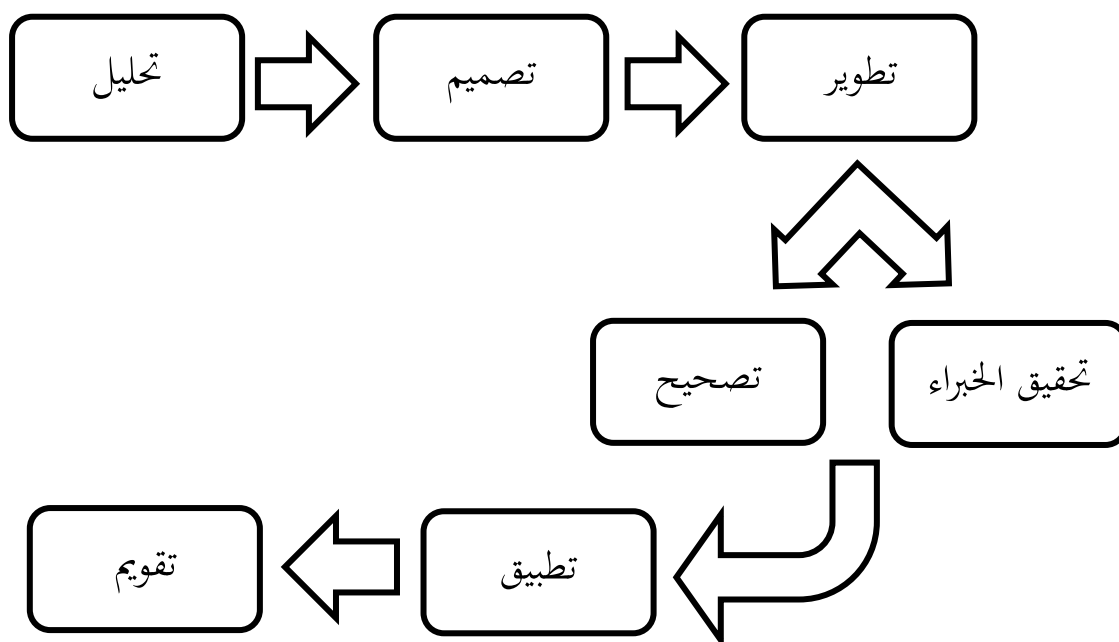 تحليل
تصميم
تطوير
تصحيح
تحقيق الخبراء
تطبيق
تقويم